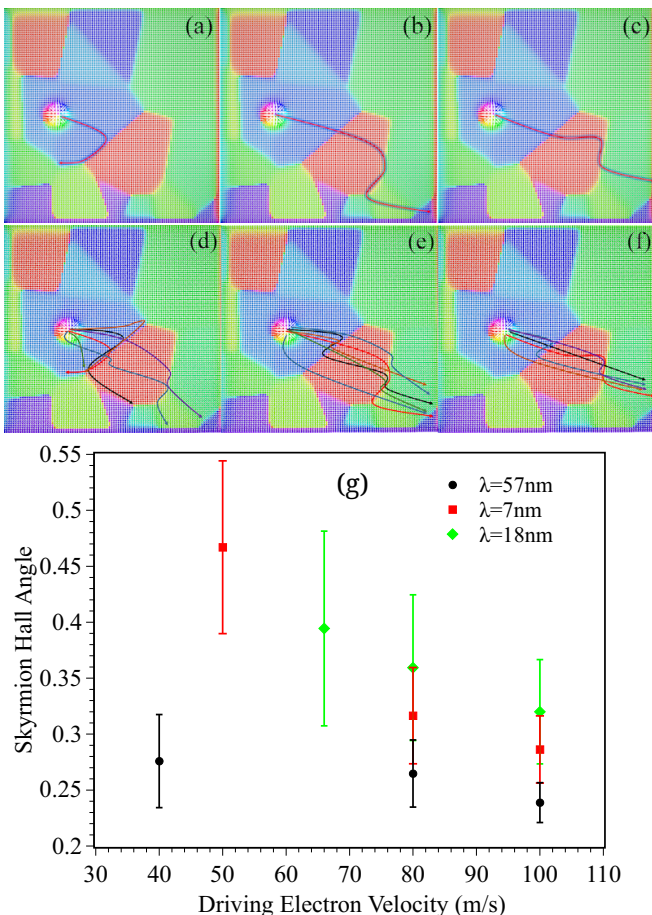 (a) (b) (c)
(d) (e) (f)
(g)
λ=57nm
λ=7nm
λ=18nm
Skyrmion Hall Angle
0.55
0.5
0.45
0.4
0.35
0.3
0.25
0.2
30 40 50 60 70 80 90 100 110
Driving Electron Velocity (m/s)